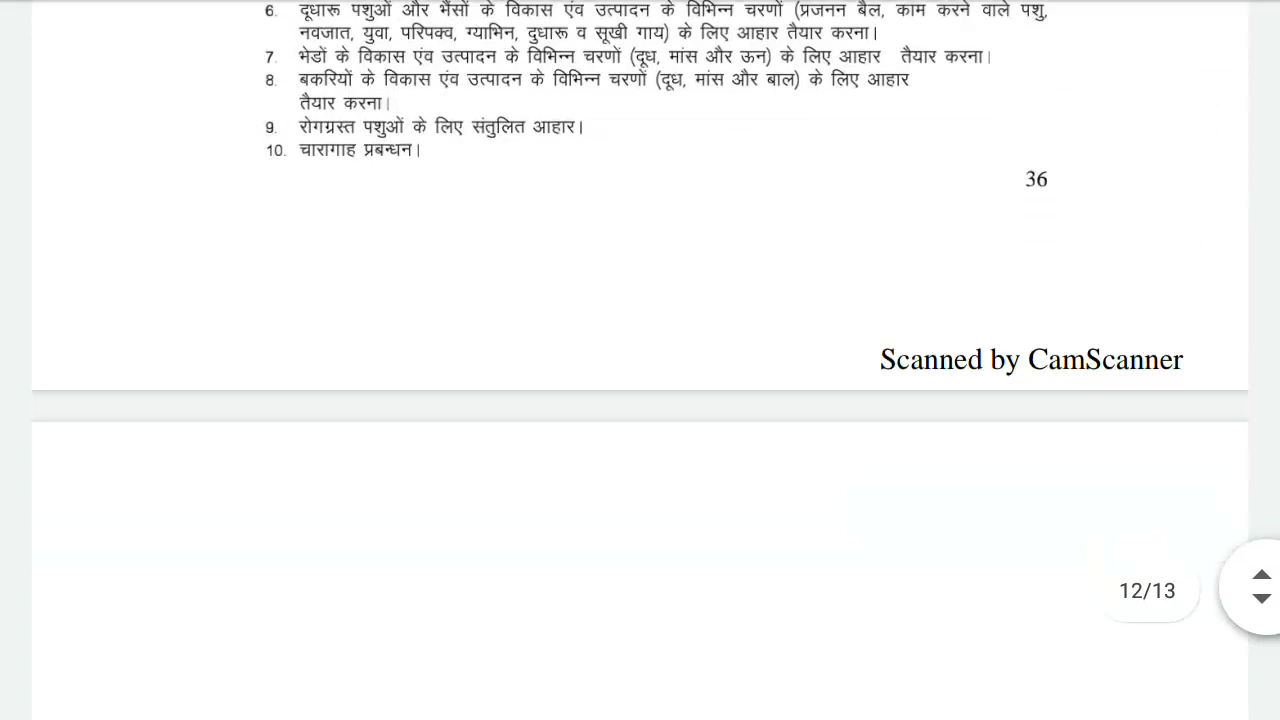 6. दूधारू पशुओं और भैंसों के विकास एंव उत्पादन के विभिन्न चरणों (प्रजनन बैल, काम करने वाले पशु,
नवजात, युवा, परिपक्व, ग्याभिन, दुधारू व सूखी गाय) के लिए आहार तैयार करना।
7. भेडों के विकास एंव उत्पादन के विभिन्न चरणों (दूध, मांस और ऊन) के लिए आहार तैयार करना।
8. बकरियों के विकास एंव उत्पादन के विभिन्न चरणों (दूध, मांस और बाल) के लिए आहार
तैयार करना।
9. रोगग्रस्त पशुओं के लिए संतुलित आहार।
10. चारागाह प्रबन्धन।
36
Scanned by CamScanner
12/13